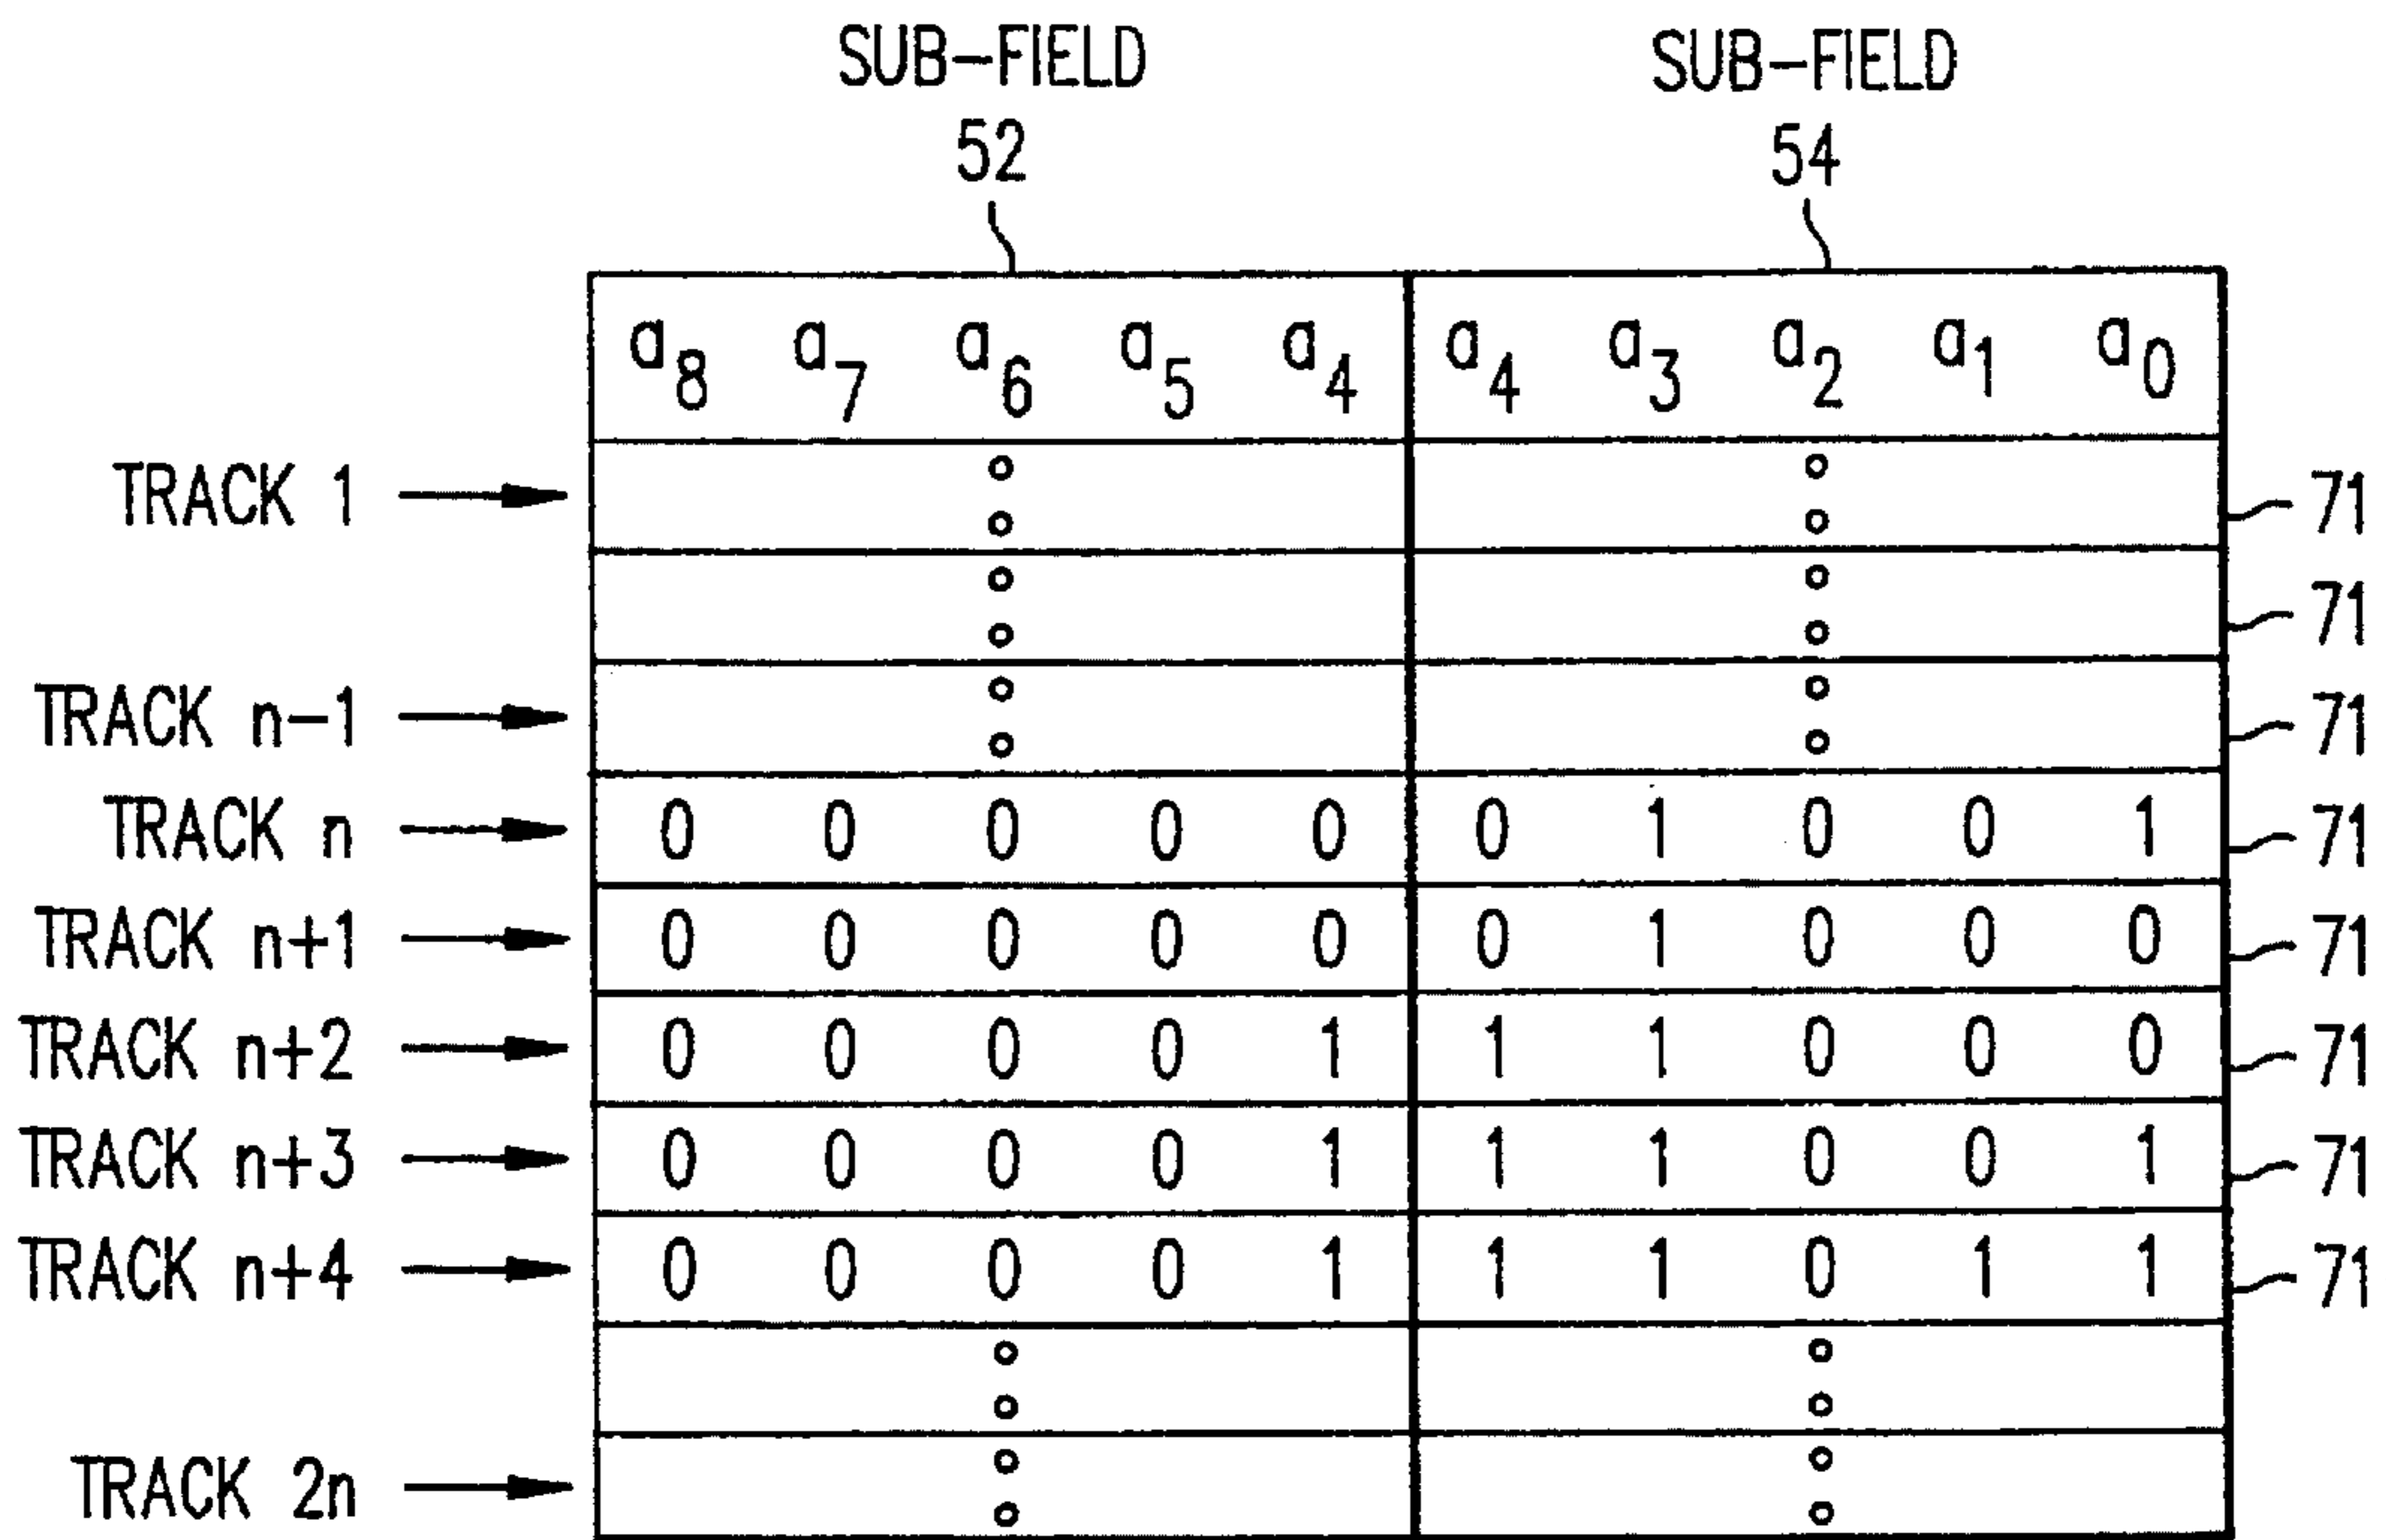 SUB-FIELD SUB-FIELD
52 54
a8 a7 a6 a5 a4 a4 a3 a2 a1 a0
TRACK 1 71
71
TRACK n-1 71
TRACK n 0 0 0 0 0 0 1 0 0 1 71
TRACK n+1 0 0 0 0 0 0 1 0 0 0 71
TRACK n+2 0 0 0 0 1 1 1 0 0 0 71
TRACK n+3 0 0 0 0 1 1 1 0 0 1 71
TRACK n+4 0 0 0 0 1 1 1 0 1 1 71
TRACK 2n